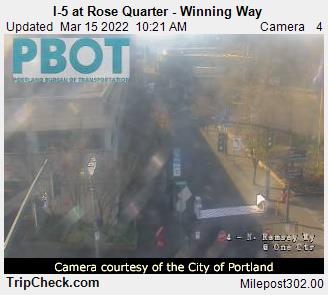 I-5 at Rose Quarter - Winning Way
Updated Mar 15 2022 10:21 AM Camera 4
PBOT
PORTLAND BUREAU OF TRANSPORTATION
4 - N. Ramsay Wy
@ One Ctr
Camera courtesy of the City of Portland
TripCheck.com Milepost302.00